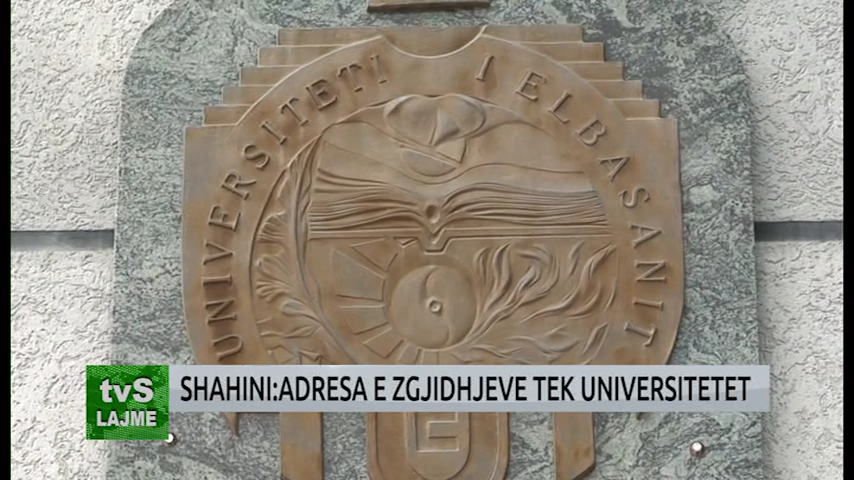 UNIVERSITETI I ELBASANIT
tvS
LAJME
SHAHINI:ADRESA E ZGJIDHJEVE TEK UNIVERSITETET